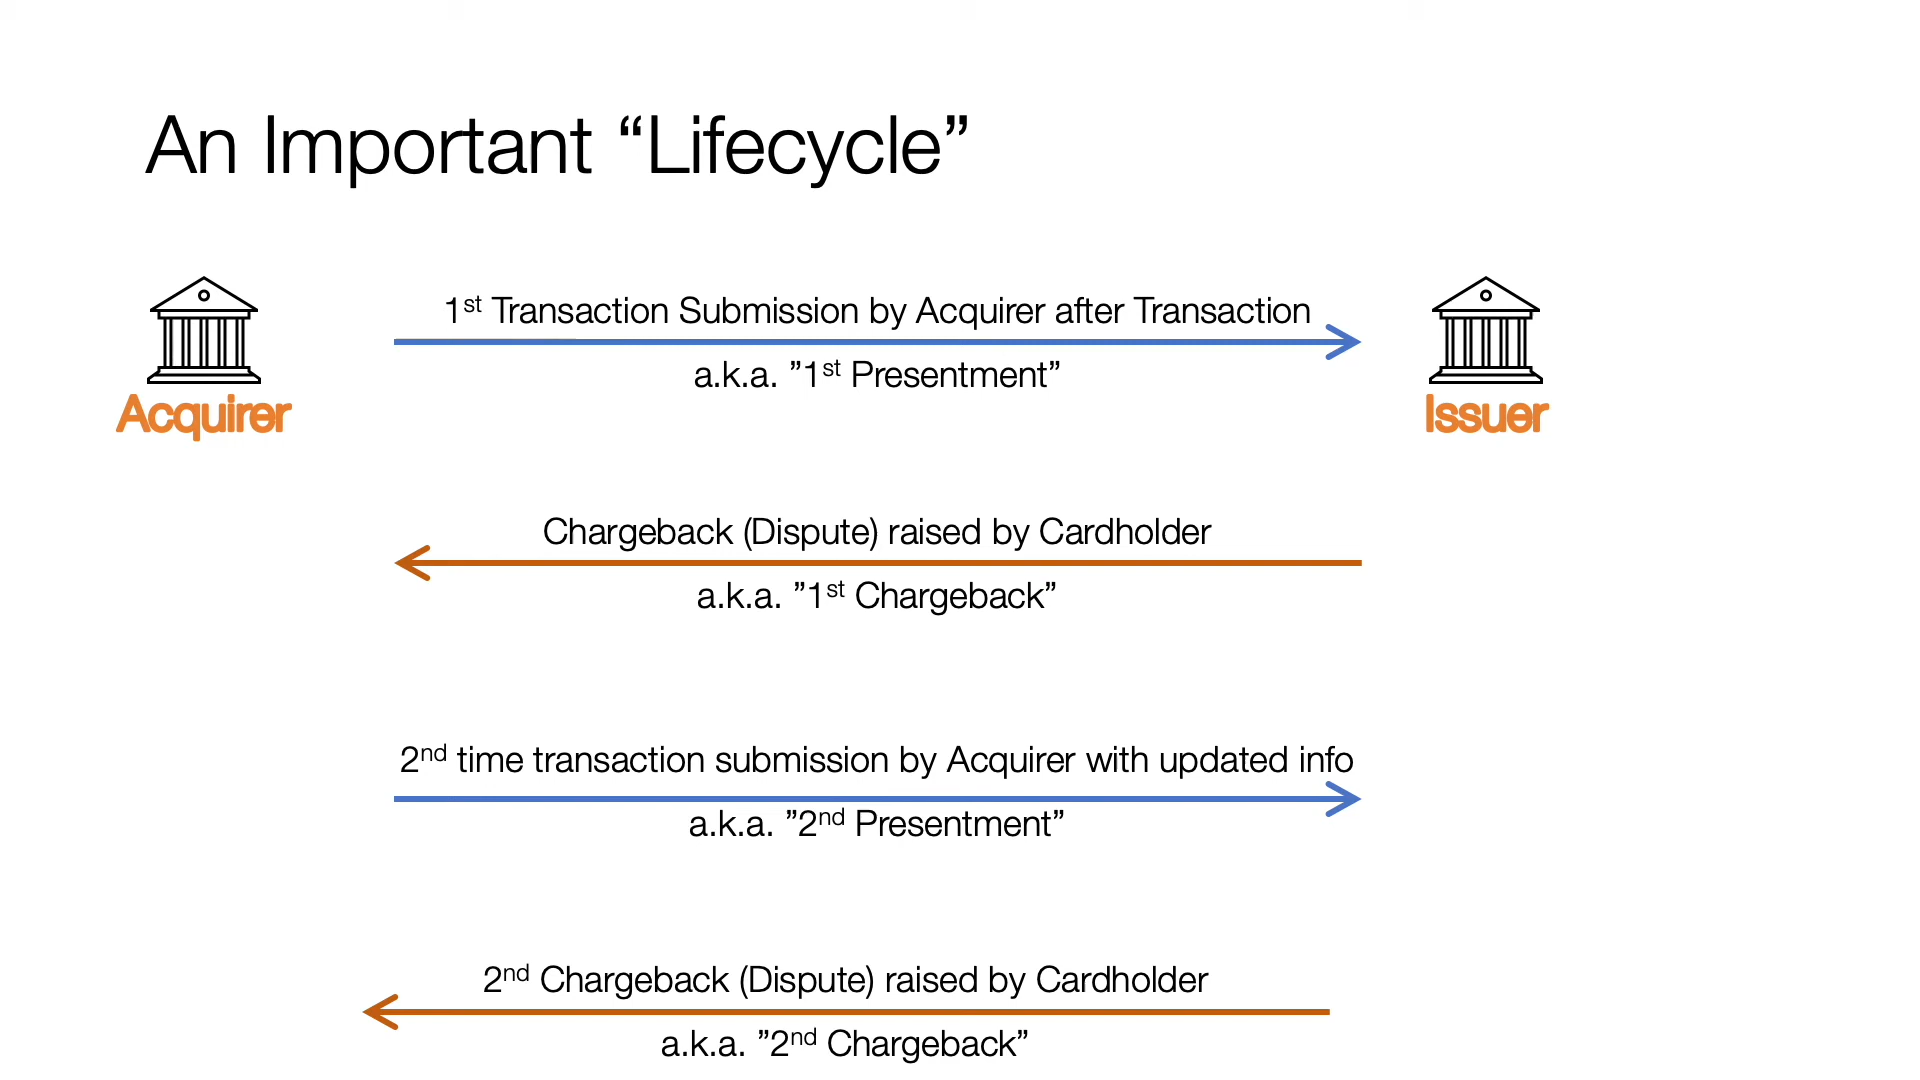 An Important “Lifecycle”
1st Transaction Submission by Acquirer after Transaction
a.k.a. ”1st Presentment”
Acquirer
Issuer
Chargeback (Dispute) raised by Cardholder
a.k.a. ”1st Chargeback”
2nd time transaction submission by Acquirer with updated info
a.k.a. ”2nd Presentment”
2nd Chargeback (Dispute) raised by Cardholder
a.k.a. ”2nd Chargeback”